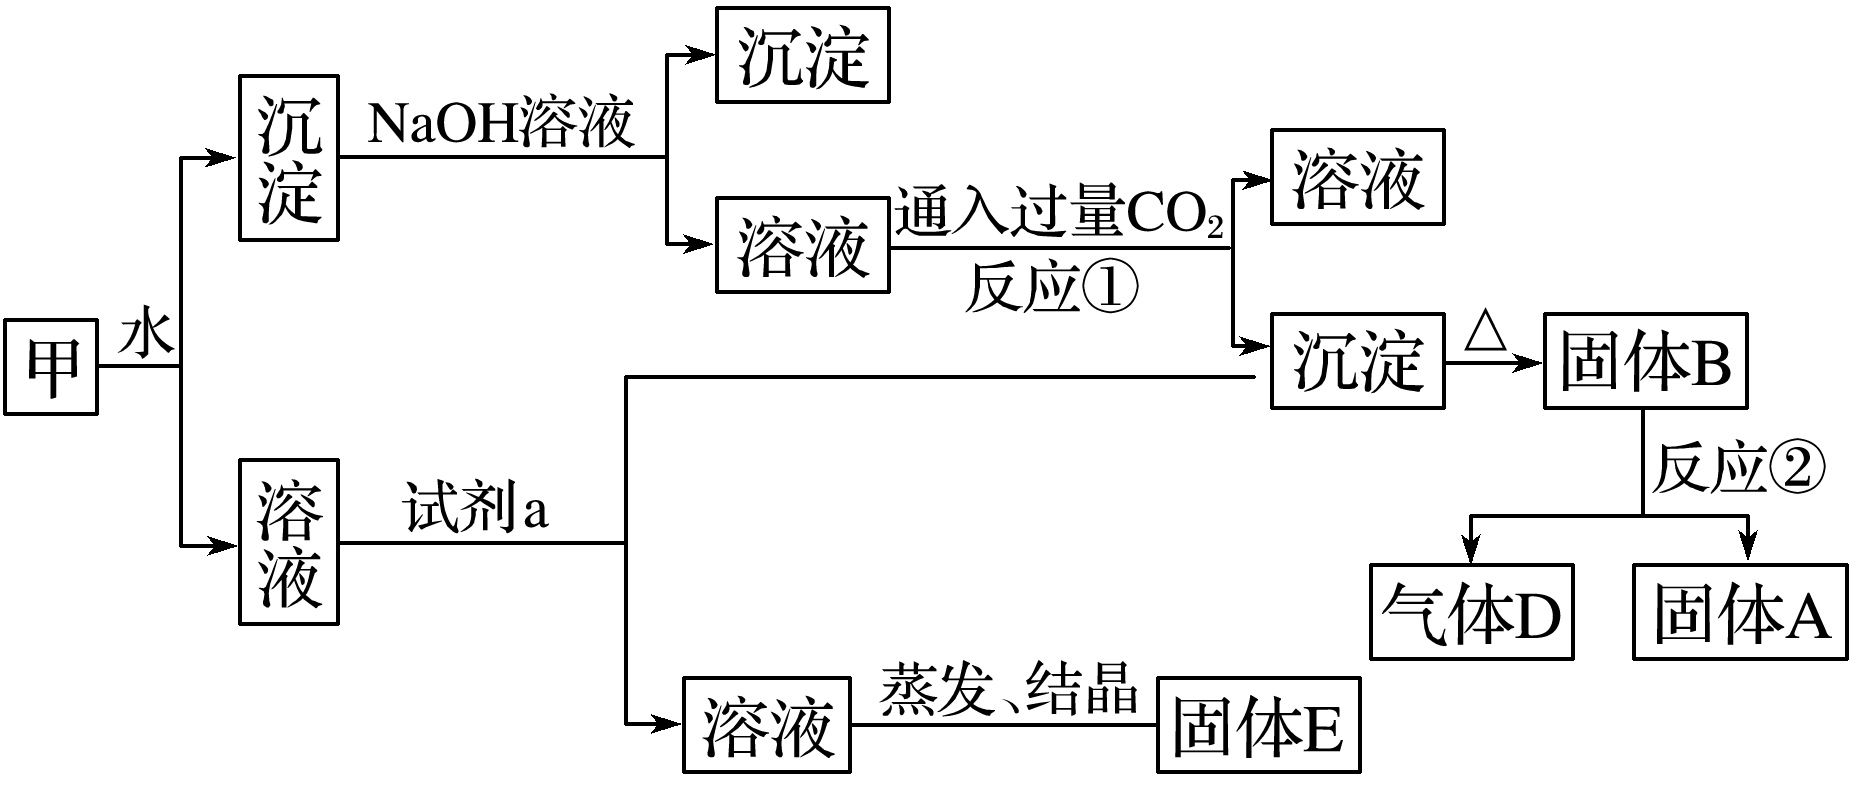 沉淀
沉淀
NaOH溶液
溶液
溶液
通入过量CO₂
反应①
甲
水
沉淀
△
固体B
反应②
溶液
试剂a
气体D
固体A
溶液
蒸发、结晶
固体E